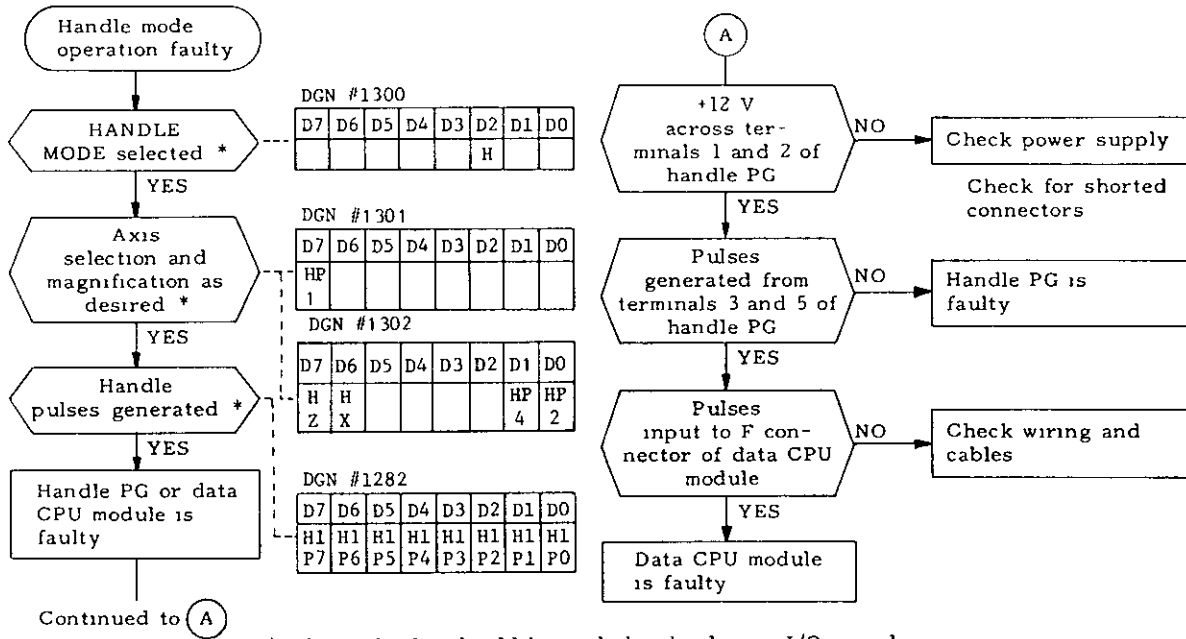 Handle mode
operation faulty
HANDLE
MODE selected *
YES
Axis
selection and
magnification as
desired *
YES
Handle
pulses generated *
YES
Handle PG or data
CPU module is
faulty
Continued to A
DGN #1300
D7 D6 D5 D4 D3 D2 D1 D0
H
DGN #1301
D7 D6 D5 D4 D3 D2 D1 D0
HP
1
DGN #1302
D7 D6 D5 D4 D3 D2 D1 D0
H H HP HP
Z X 4 2
DGN #1282
D7 D6 D5 D4 D3 D2 D1 D0
H1 H1 H1 H1 H1 H1 H1 H1
P7 P6 P5 P4 P3 P2 P1 P0
A
+12 V
across ter-
minals 1 and 2 of
handle PG
NO
Check power supply
Check for shorted
connectors
YES
Pulses
generated from
terminals 3 and 5 of
handle PG
NO
Handle PG is
faulty
YES
Pulses
input to F con-
nector of data CPU
module
NO
Check wiring and
cables
YES
Data CPU module
is faulty